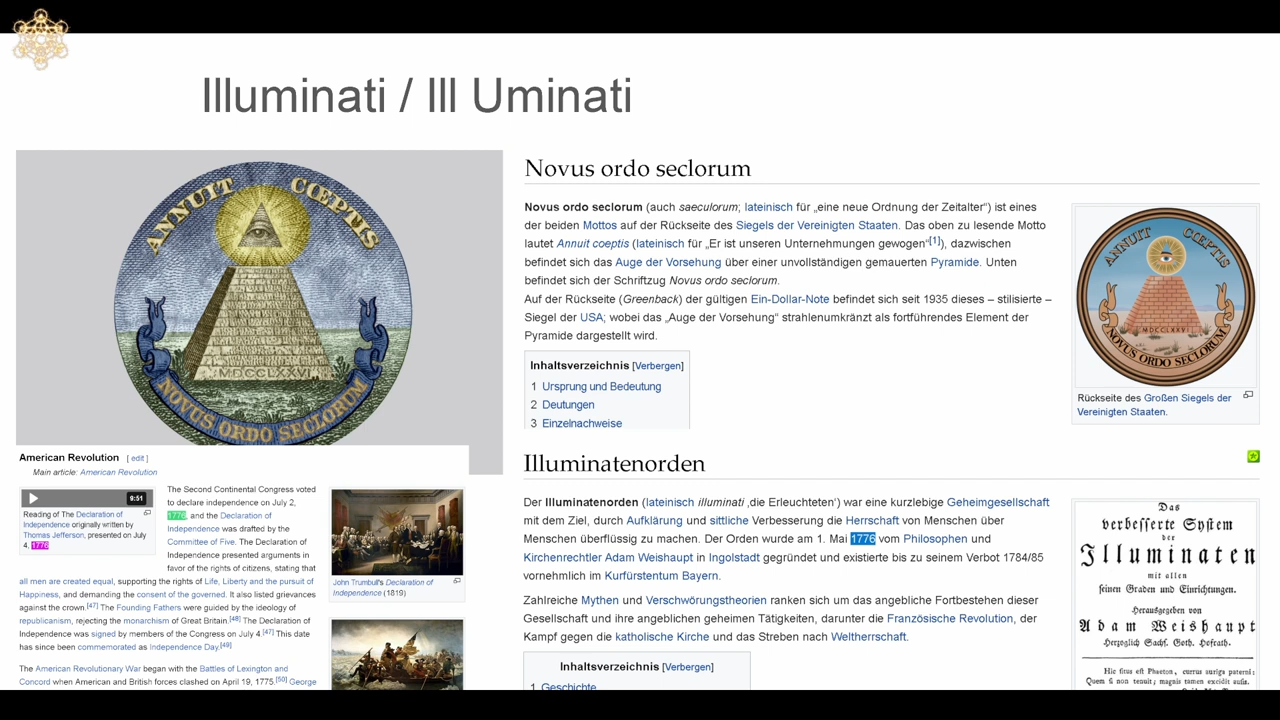 Illuminati / Ill Uminati
ANNUIT CŒPTIS
MDCCLXXVI
NOVUS ORDO SECLORUM
American Revolution [ edit ]
Main article: American Revolution
9:51
Reading of The Declaration of
Independence originally written by
Thomas Jefferson, presented on July
4, 1776
The Second Continental Congress voted
to declare independence on July 2,
1776, and the Declaration of
Independence was drafted by the
Committee of Five. The Declaration of
Independence presented arguments in
favor of the rights of citizens, stating that
all men are created equal, supporting the rights of Life, Liberty and the pursuit of
Happiness, and demanding the consent of the governed. It also listed grievances
against the crown.[47] The Founding Fathers were guided by the ideology of
republicanism, rejecting the monarchism of Great Britain.[48] The Declaration of
Independence was signed by members of the Congress on July 4.[47] This date
has since been commemorated as Independence Day.[49]
The American Revolutionary War began with the Battles of Lexington and
Concord when American and British forces clashed on April 19, 1775.[50] George
John Trumbull's Declaration of
Independence (1819)
Novus ordo seclorum
Novus ordo seclorum (auch saeculorum; lateinisch für „eine neue Ordnung der Zeitalter“) ist eines
der beiden Mottos auf der Rückseite des Siegels der Vereinigten Staaten. Das oben zu lesende Motto
lautet Annuit coeptis (lateinisch für „Er ist unseren Unternehmungen gewogen“[1]), dazwischen
befindet sich das Auge der Vorsehung über einer unvollständigen gemauerten Pyramide. Unten
befindet sich der Schriftzug Novus ordo seclorum.
Auf der Rückseite (Greenback) der gültigen Ein-Dollar-Note befindet sich seit 1935 dieses – stilisierte –
Siegel der USA; wobei das „Auge der Vorsehung“ strahlenumkränzt als fortführendes Element der
Pyramide dargestellt wird.
Inhaltsverzeichnis [Verbergen]
1 Ursprung und Bedeutung
2 Deutungen
3 Einzelnachweise
ANNUIT CŒPTIS
MDCCLXXVI
NOVUS ORDO SECLORUM
Rückseite des Großen Siegels der
Vereinigten Staaten.
Illuminatenorden
Der Illuminatenorden (lateinisch illuminati ‚die Erleuchteten‘) war eine kurzlebige Geheimgesellschaft
mit dem Ziel, durch Aufklärung und sittliche Verbesserung die Herrschaft von Menschen über
Menschen überflüssig zu machen. Der Orden wurde am 1. Mai 1776 vom Philosophen und
Kirchenrechtler Adam Weishaupt in Ingolstadt gegründet und existierte bis zu seinem Verbot 1784/85
vornehmlich im Kurfürstentum Bayern.
Zahlreiche Mythen und Verschwörungstheorien ranken sich um das angebliche Fortbestehen dieser
Gesellschaft und ihre angeblichen geheimen Tätigkeiten, darunter die Französische Revolution, der
Kampf gegen die katholische Kirche und das Streben nach Weltherrschaft.
Inhaltsverzeichnis [Verbergen]
1 Geschichte
Das
verbesserte System
der
Illuminaten
mit allen
seinen Graden und Einrichtungen.
Herausgegeben von
Adam Weishaupt
Herzoglich Sachs. Goth. Hofrath.
Hic situs est Phaeton, currus auriga paterni:
Quem si non tenuit; magnis tamen excidit ausis.